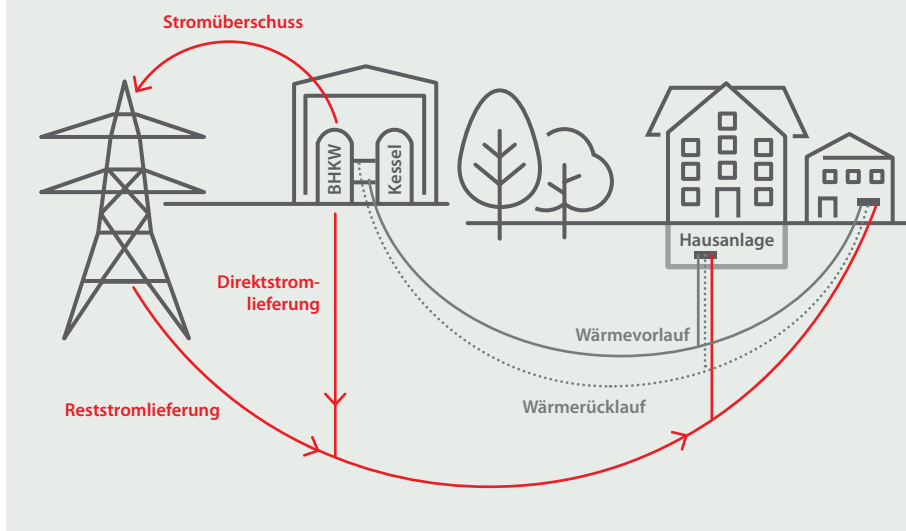 Stromüberschuss
BHKW
Kessel
Hausanlage
Direktstrom-
lieferung
Wärmevorlauf
Reststromlieferung
Wärmerücklauf